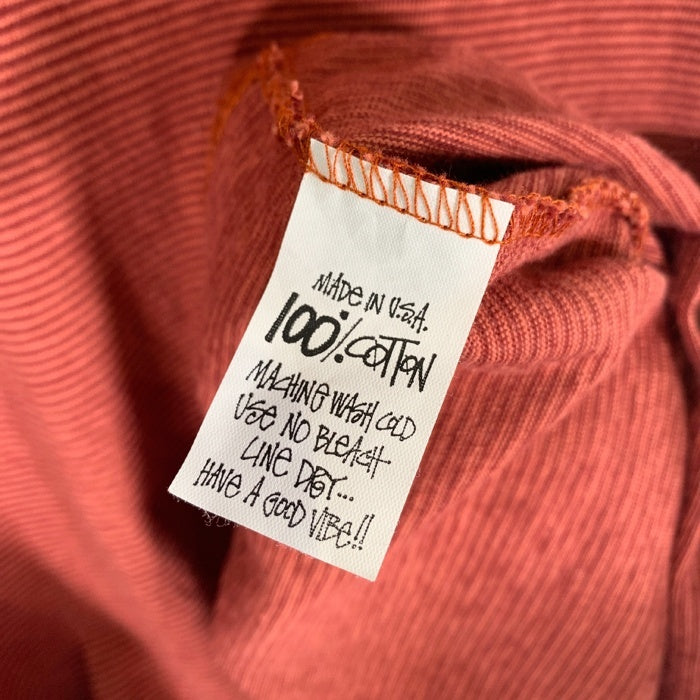 MADE IN U.S.A.
100% COTTON
MACHINE WASH COLD
USE NO BLEACH
LINE DRY...
HAVE A GOOD VIBE!!